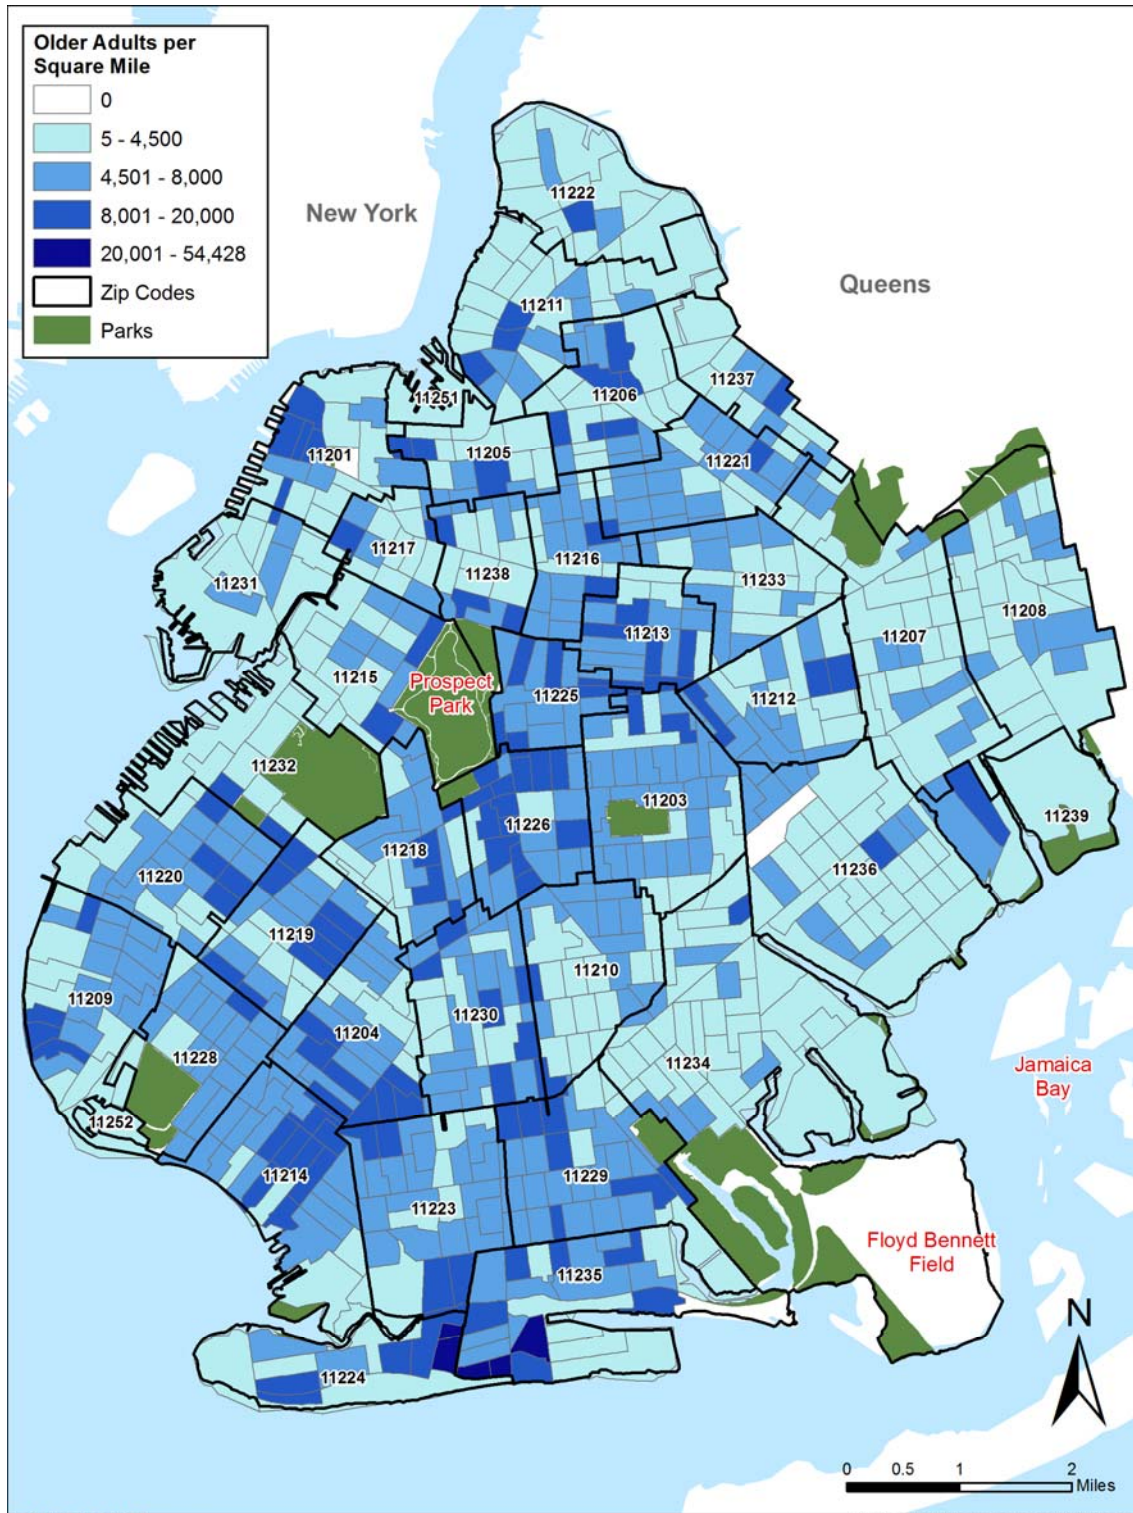 Older Adults per
Square Mile
0
5 - 4,500
4,501 - 8,000
8,001 - 20,000
20,001 - 54,428
Zip Codes
Parks
New York
Queens
11222
11211
11237
11206
11251
11201
11205
11221
11217
11216
11238
11233
11231
11208
11213
11207
11215
Prospect
Park
11225
11212
11232
11203
11239
11226
11218
11236
11220
11219
11210
11209
11230
11204
11228
11234
Jamaica
Bay
11252
11214
11229
11223
Floyd Bennett
Field
11235
11224
N
0 0.5 1 2
Miles